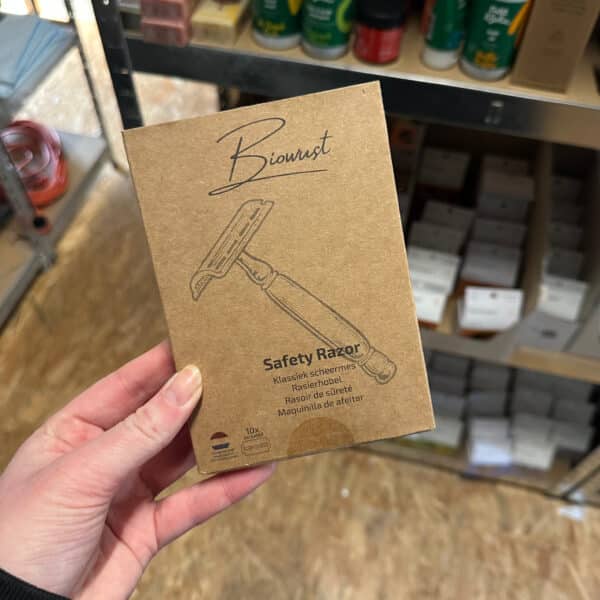 Biowust
Safety Razor
Klassiek scheermes
Rasierhobel
Rasoir de sûreté
Maquinilla de afeitar
10x